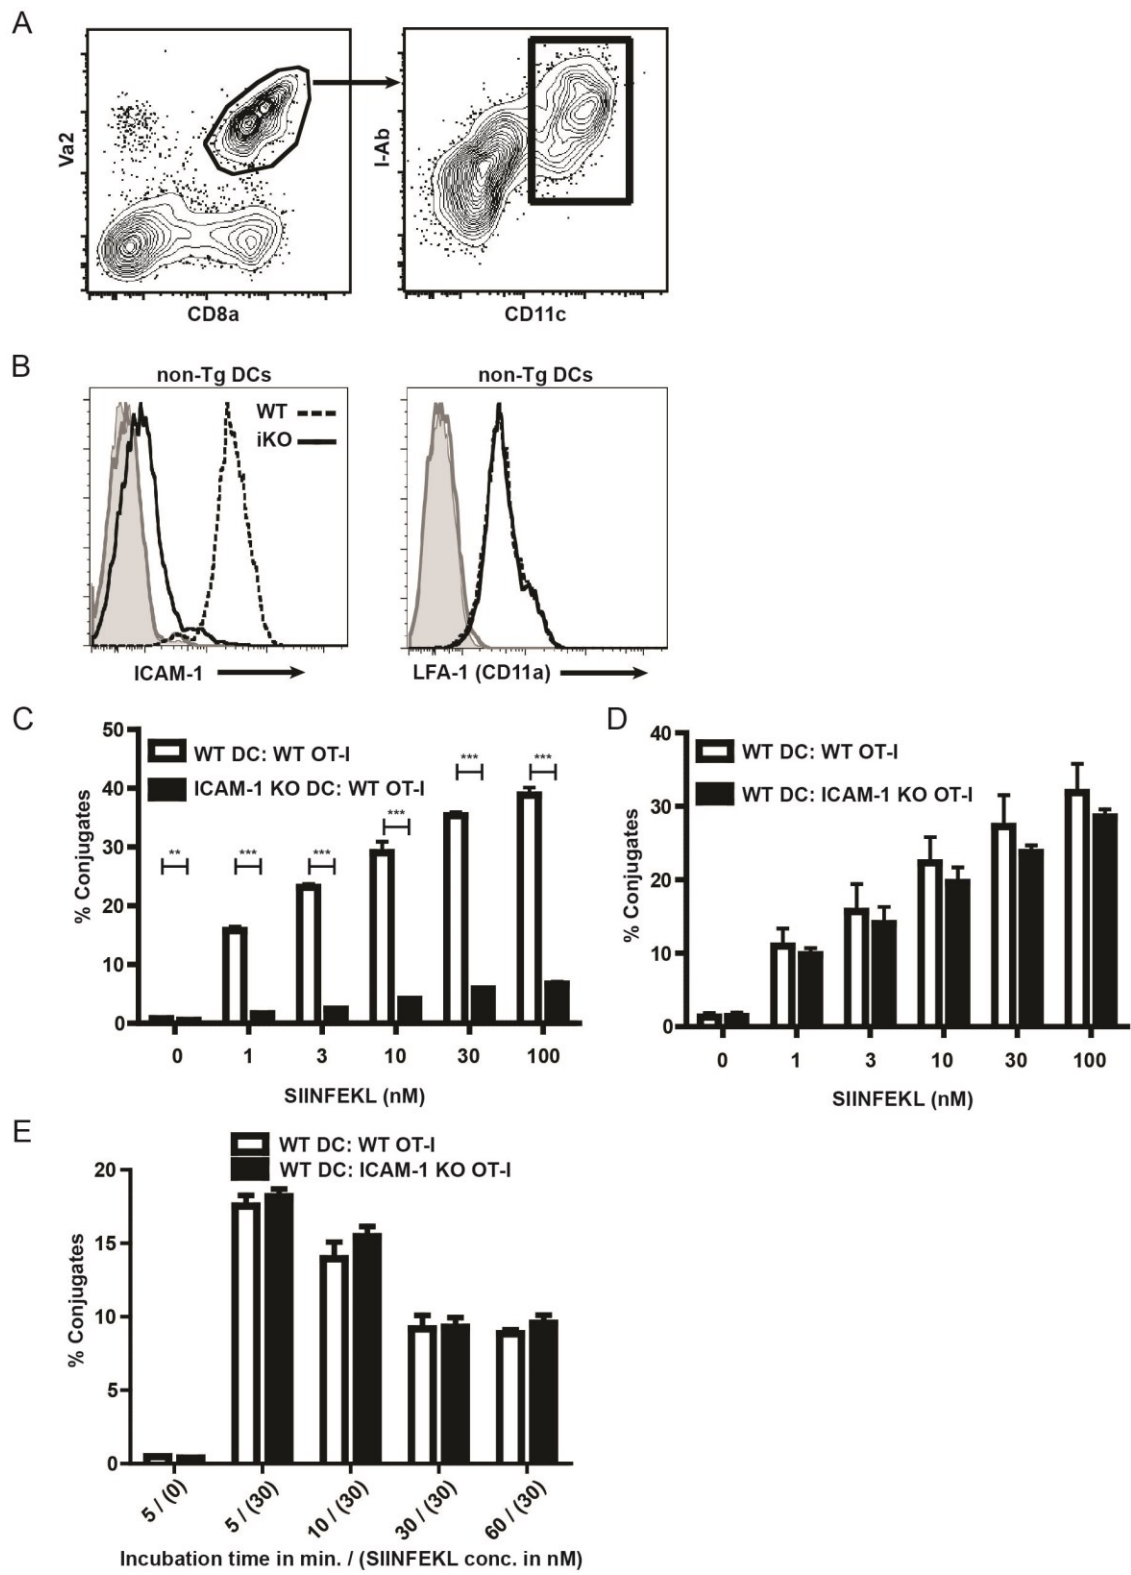 A
Va2
CD8a
I-Ab
CD11c
B
non-Tg DCs
WT
iKO
ICAM-1
non-Tg DCs
LFA-1 (CD11a)
C
50
40
30
20
10
0
% Conjugates
WT DC: WT OT-I
ICAM-1 KO DC: WT OT-I
**
***
***
***
***
***
0 1 3 10 30 100
SIINFEKL (nM)
D
40
30
20
10
0
% Conjugates
WT DC: WT OT-I
WT DC: ICAM-1 KO OT-I
0 1 3 10 30 100
SIINFEKL (nM)
E
WT DC: WT OT-I
WT DC: ICAM-1 KO OT-I
20
15
10
5
0
% Conjugates
5 / (0)
5 / (30)
10 / (30)
30 / (30)
60 / (30)
Incubation time in min. / (SIINFEKL conc. in nM)